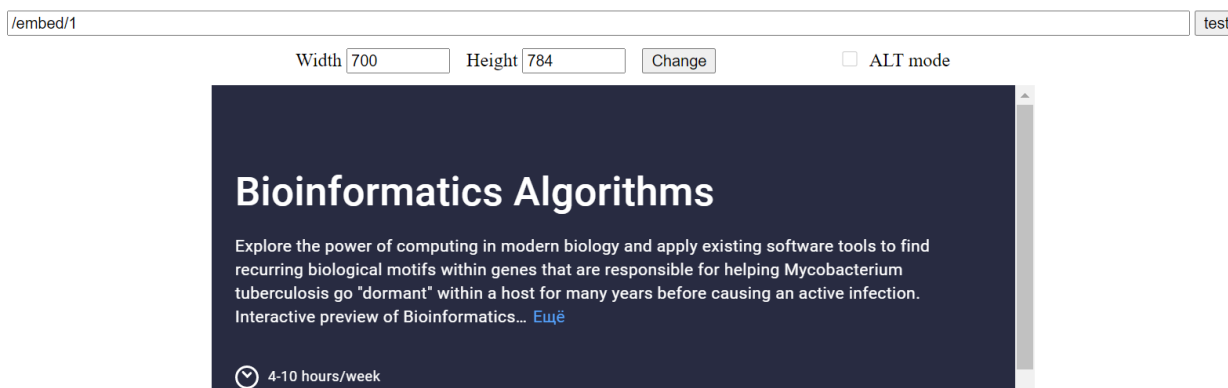 /embed/1 test
Width 700 Height 784 Change ALT mode
Bioinformatics Algorithms
Explore the power of computing in modern biology and apply existing software tools to find
recurring biological motifs within genes that are responsible for helping Mycobacterium
tuberculosis go "dormant" within a host for many years before causing an active infection.
Interactive preview of Bioinformatics… Ещё
4-10 hours/week